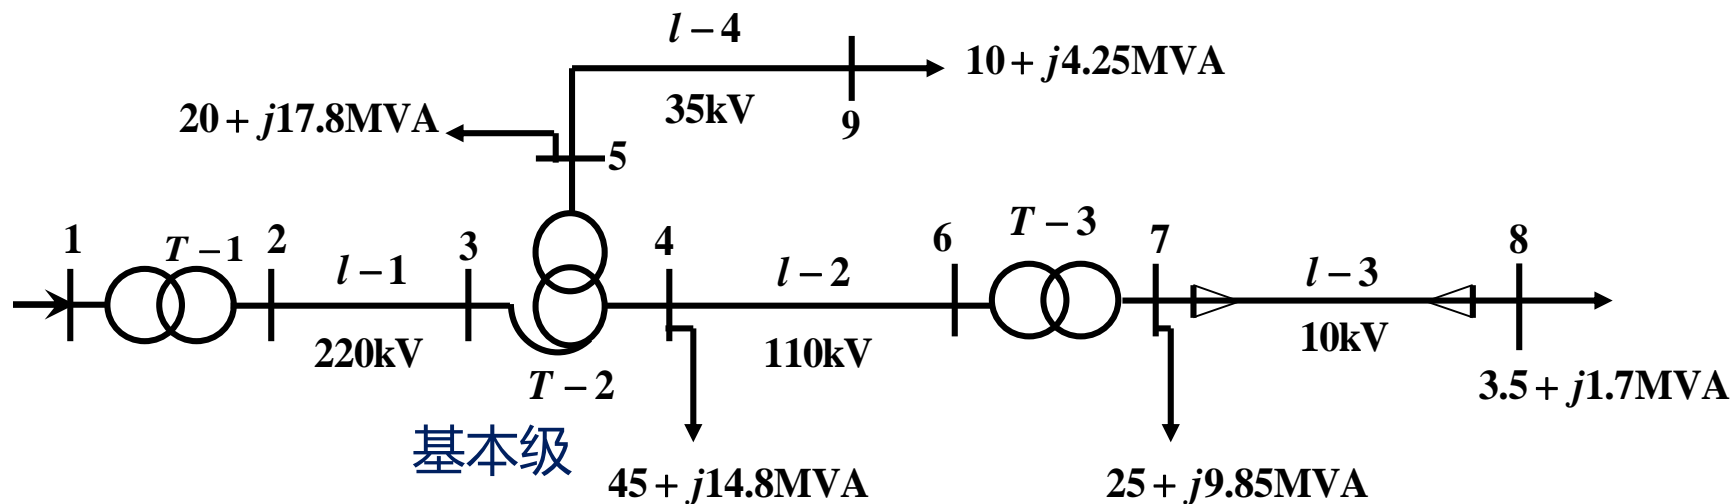 l − 4
10 + j4.25MVA
35kV
9
20 + j17.8MVA
5
1
T − 1
2
l − 1
3
4
l − 2
6
T − 3
7
l − 3
8
220kV
T − 2
110kV
10kV
3.5 + j1.7MVA
基本级
45 + j14.8MVA
25 + j9.85MVA